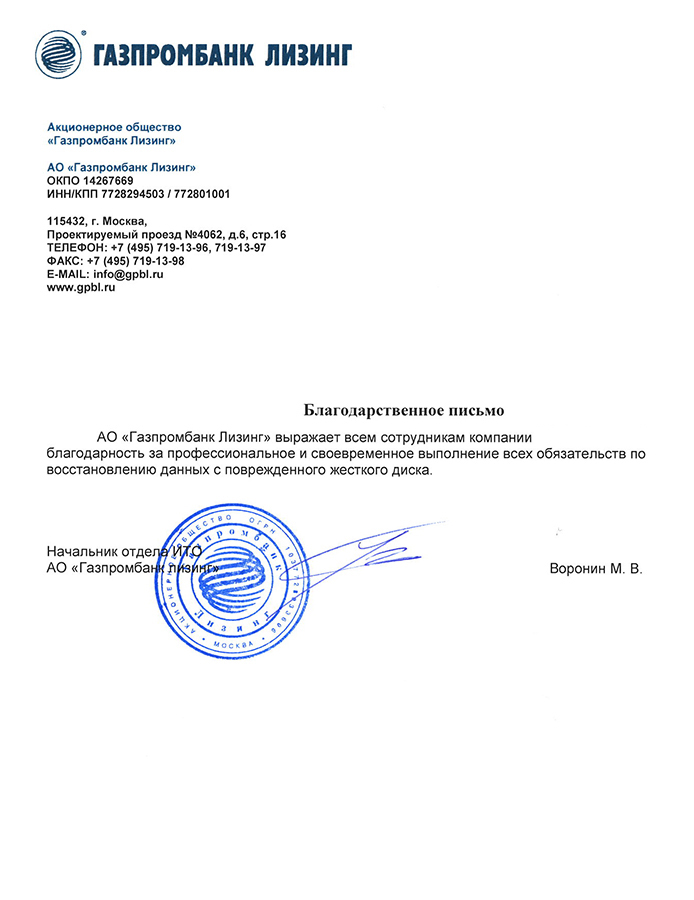 ГАЗПРОМБАНК ЛИЗИНГ
®
Акционерное общество
«Газпромбанк Лизинг»
АО «Газпромбанк Лизинг»
ОКПО 14267669
ИНН/КПП 7728294503 / 772801001
115432, г. Москва,
Проектируемый проезд №4062, д.6, стр.16
ТЕЛЕФОН: +7 (495) 719-13-96, 719-13-97
ФАКС: +7 (495) 719-13-98
E-MAIL: info@gpbl.ru
www.gpbl.ru
Благодарственное письмо
АО «Газпромбанк Лизинг» выражает всем сотрудникам компании
благодарность за профессиональное и своевременное выполнение всех обязательств по
восстановлению данных с поврежденного жесткого диска.
Начальник отдела ИТО
АО «Газпромбанк лизинг»
Воронин М. В.
АКЦИОНЕРНОЕ ОБЩЕСТВО ОГРН
Газпромбанк
Лизинг
• МОСКВА •